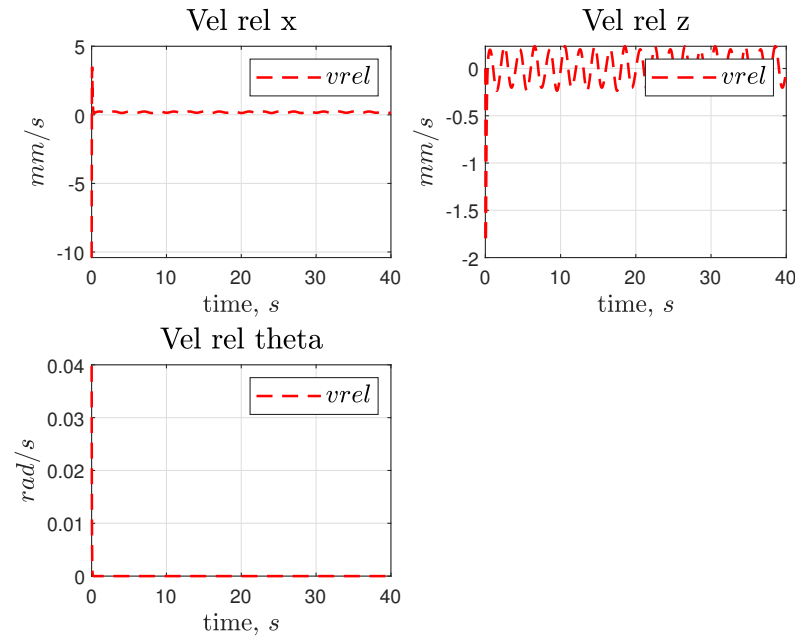 Vel rel x
5
0
-5
-10
mm/s
vrel
0
10
20
30
40
time, s
Vel rel z
0
-0.5
-1
-1.5
-2
mm/s
vrel
0
10
20
30
40
time, s
Vel rel theta
0.04
0.03
0.02
0.01
0
rad/s
vrel
0
10
20
30
40
time, s